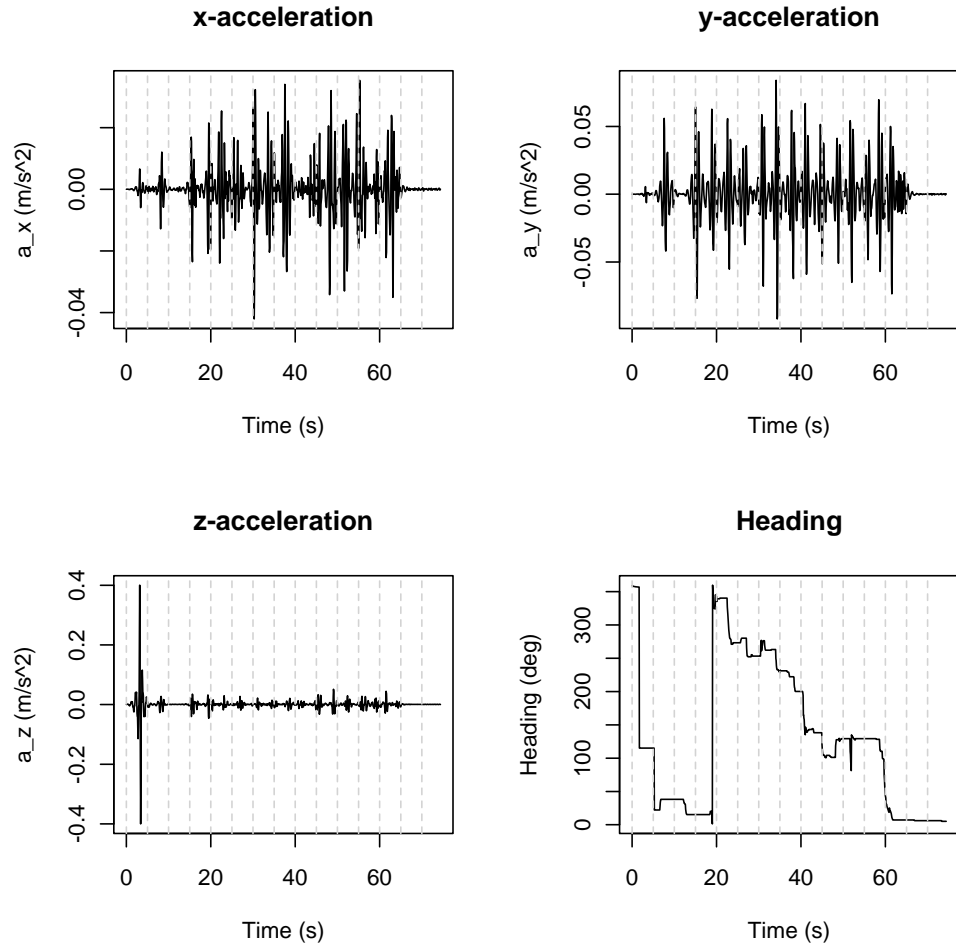 x-acceleration
a_x (m/s^2)
0.00
-0.04
0
20
40
60
Time (s)
y-acceleration
a_y (m/s^2)
0.05
0.00
-0.05
0
20
40
60
Time (s)
z-acceleration
a_z (m/s^2)
0.4
0.2
0.0
-0.2
-0.4
0
20
40
60
Time (s)
Heading
Heading (deg)
300
200
100
0
0
20
40
60
Time (s)